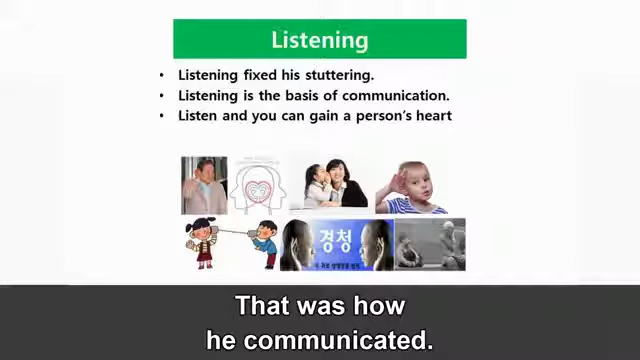 Listening
• Listening fixed his stuttering.
• Listening is the basis of communication.
• Listen and you can gain a person's heart
경청
That was how
he communicated.